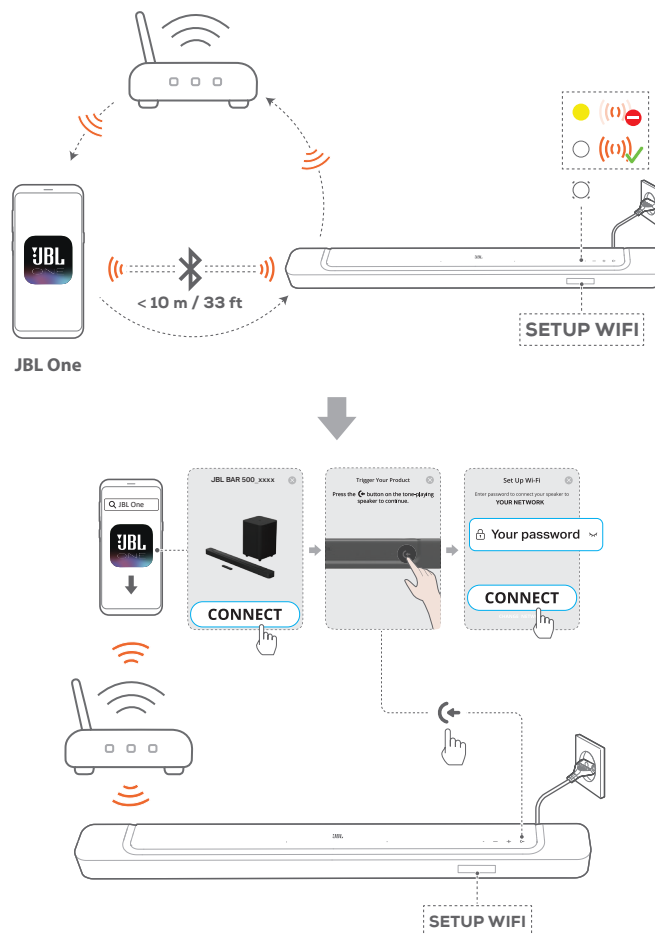 JBL
ONE
JBL
< 10 m / 33 ft
SETUP WIFI
JBL One
JBL One
JBL
ONE
JBL BAR 500_xxxx
CONNECT
Trigger Your Product
Press the button on the tone-playing
speaker to continue.
Set Up Wi-Fi
Enter password to connect your speaker to
YOUR NETWORK
Your password
CONNECT
JBL
SETUP WIFI